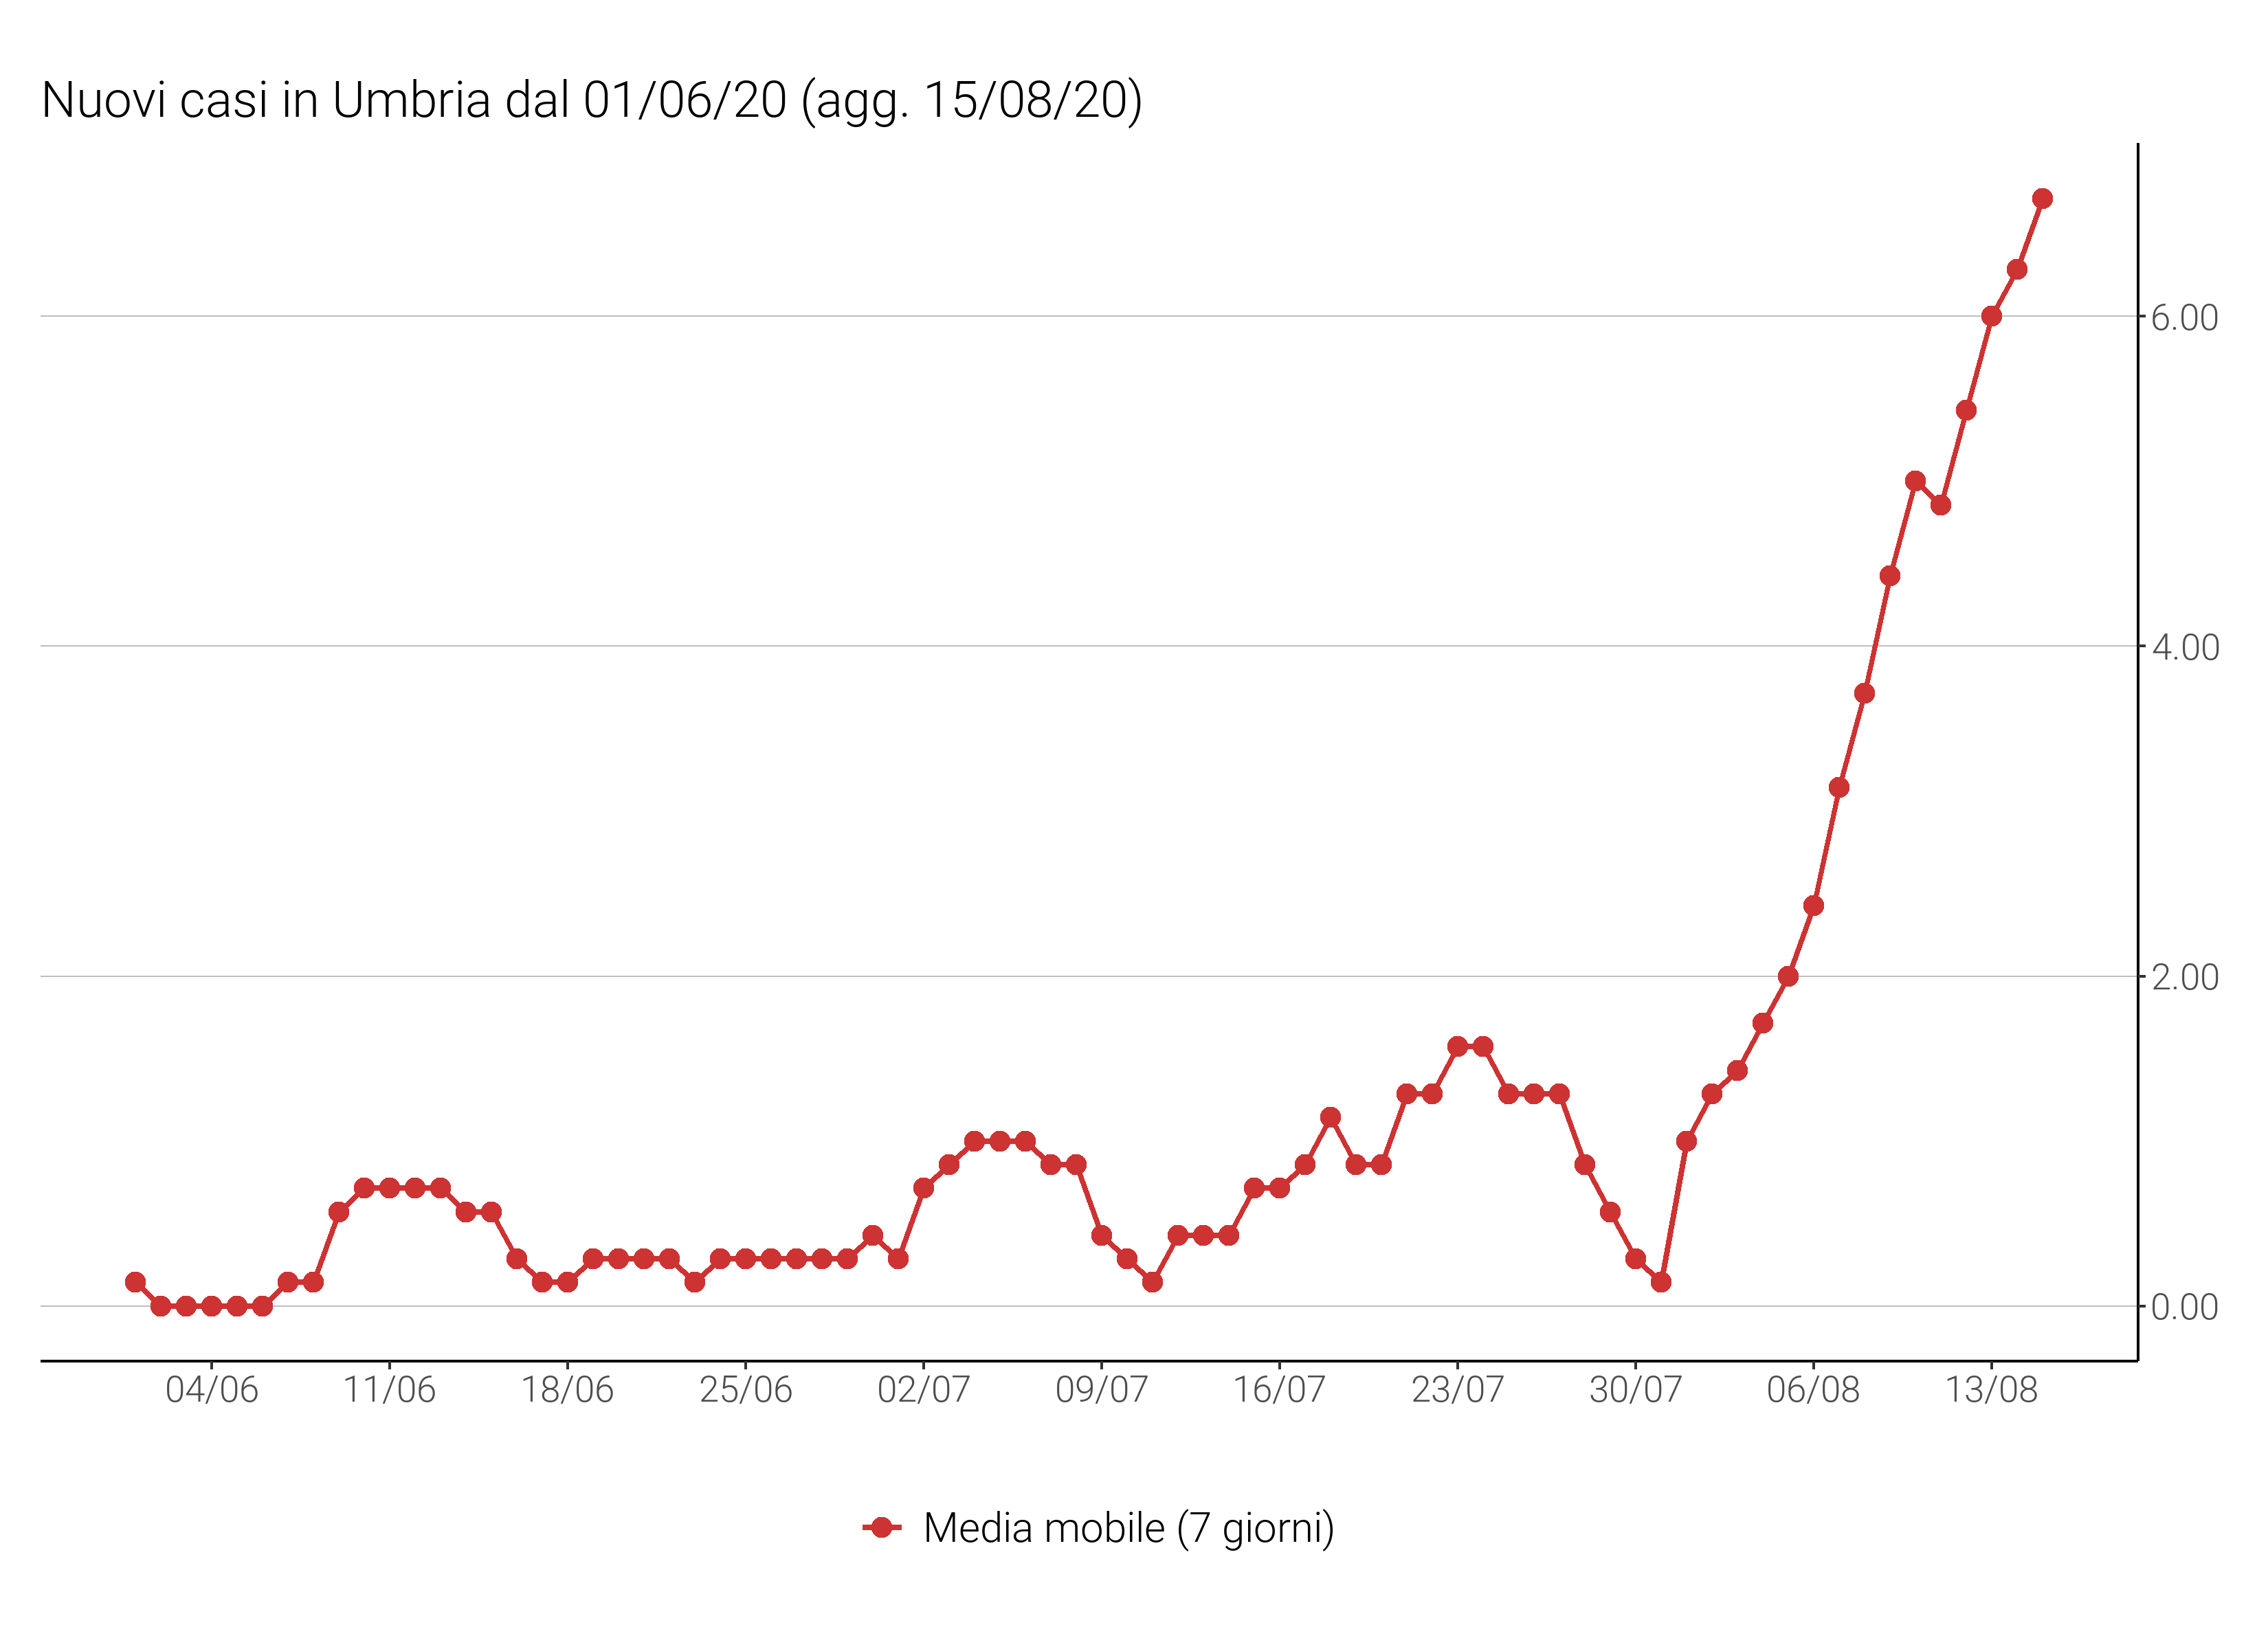 Nuovi casi in Umbria dal 01/06/20 (agg. 15/08/20)
6.00
4.00
2.00
0.00
04/06 11/06 18/06 25/06 02/07 09/07 16/07 23/07 30/07 06/08 13/08
Media mobile (7 giorni)